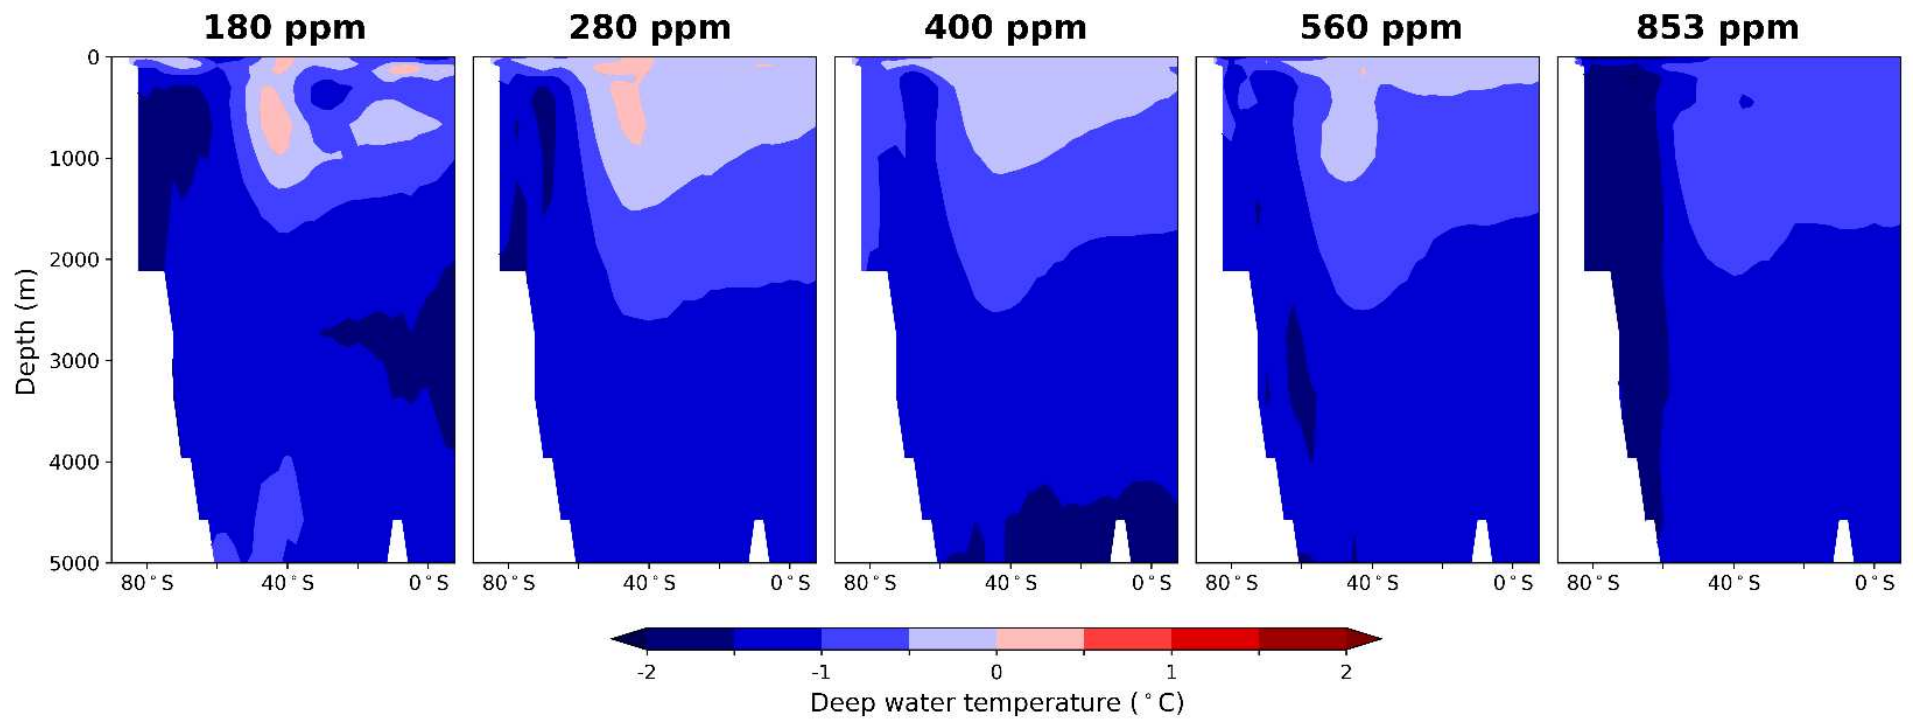 180 ppm 280 ppm 400 ppm 560 ppm 853 ppm
0
1000
2000
3000
4000
5000
Depth (m)
80°S 40°S 0°S 80°S 40°S 0°S 80°S 40°S 0°S 80°S 40°S 0°S 80°S 40°S 0°S
-2 -1 0 1 2
Deep water temperature (°C)